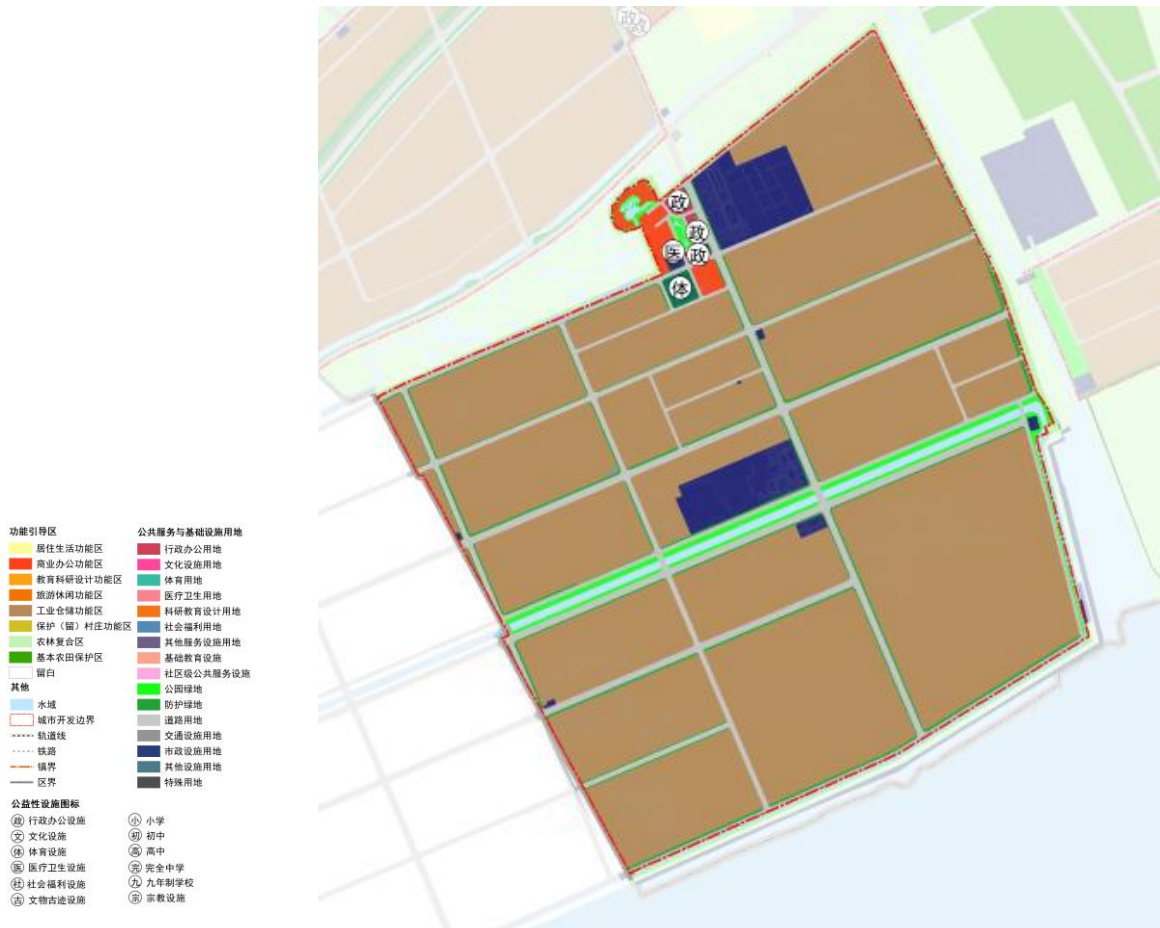 政
政
政
政
医
政
体
功能引导区
居住生活功能区
商业办公功能区
教育科研设计功能区
旅游休闲功能区
工业仓储功能区
保护（留）村庄功能区
农林复合区
基本农田保护区
留白
其他
水域
城市开发边界
轨道线
铁路
镇界
区界
公共服务与基础设施用地
行政办公用地
文化设施用地
体育用地
医疗卫生用地
科研教育设计用地
社会福利用地
其他服务设施用地
基础教育设施
社区级公共服务设施
公园绿地
防护绿地
道路用地
交通设施用地
市政设施用地
其他设施用地
特殊用地
公益性设施图标
政 行政办公设施
文 文化设施
体 体育设施
医 医疗卫生设施
社 社会福利设施
古 文物古迹设施
小 小学
初 初中
高 高中
完 完全中学
九 九年制学校
宗 宗教设施